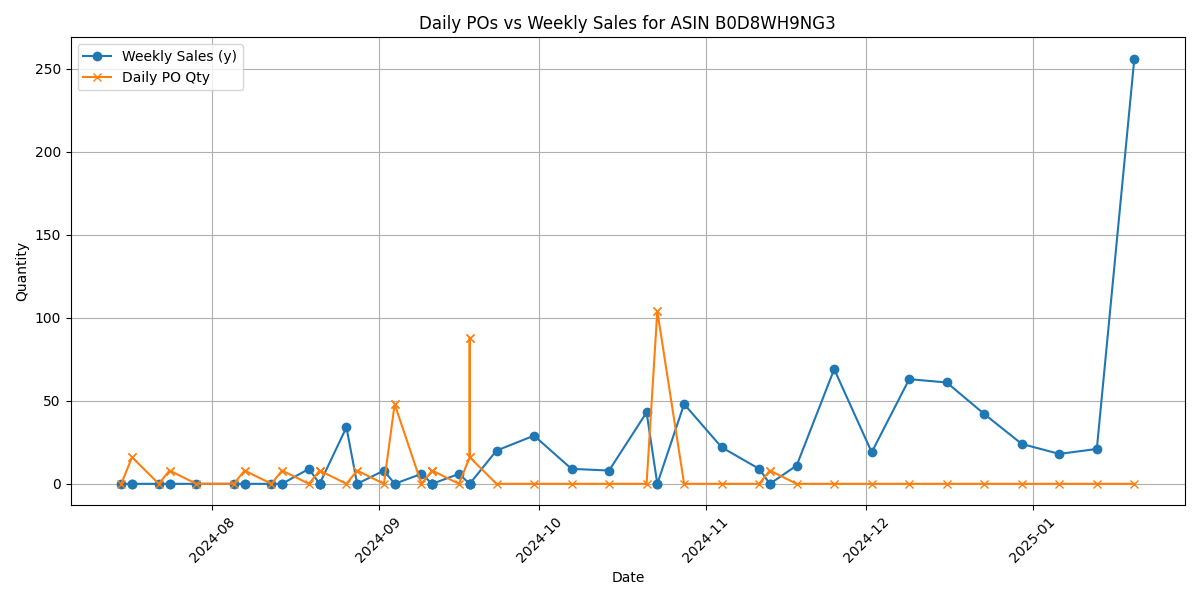 Daily POs vs Weekly Sales for ASIN B0D8WH9NG3
Weekly Sales (y)
Daily PO Qty
Quantity
250
200
150
100
50
0
2024-08
2024-09
2024-10
2024-11
2024-12
2025-01
Date